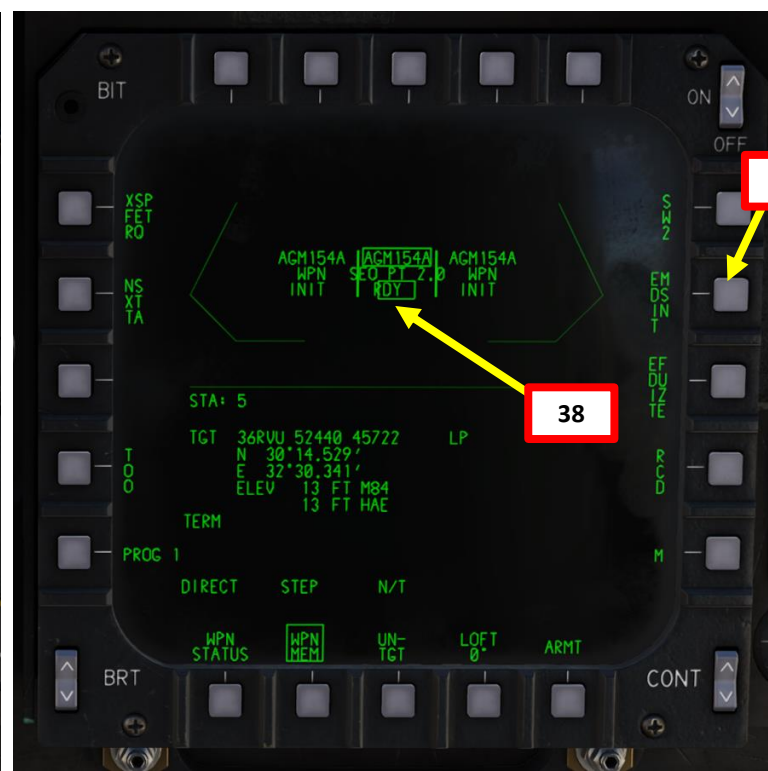 BIT
ON
OFF
XSP
FET
RO
S
W
2
AGM154A AGM154A AGM154A
WPN SEQ PT 2.0 WPN
INIT RDY INIT
NS
XT
TA
EM
DS
IN
T
EF
DU
IZ
TE
38
STA: 5
TGT 36RVU 52440 45722 LP
N 30°14.529′
E 32°30.341′
ELEV 13 FT M84
13 FT HAE
T
O
O
R
C
D
TERM
PROG 1
M
DIRECT STEP N/T
WPN
STATUS
WPN
MEM
UN-
TGT
LOFT
0°
ARMT
BRT
CONT